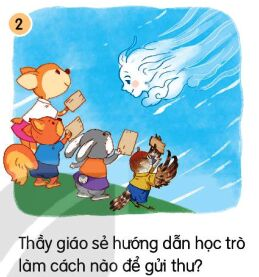 2
Thầy giáo sẻ hướng dẫn học trò
làm cách nào để gửi thư?